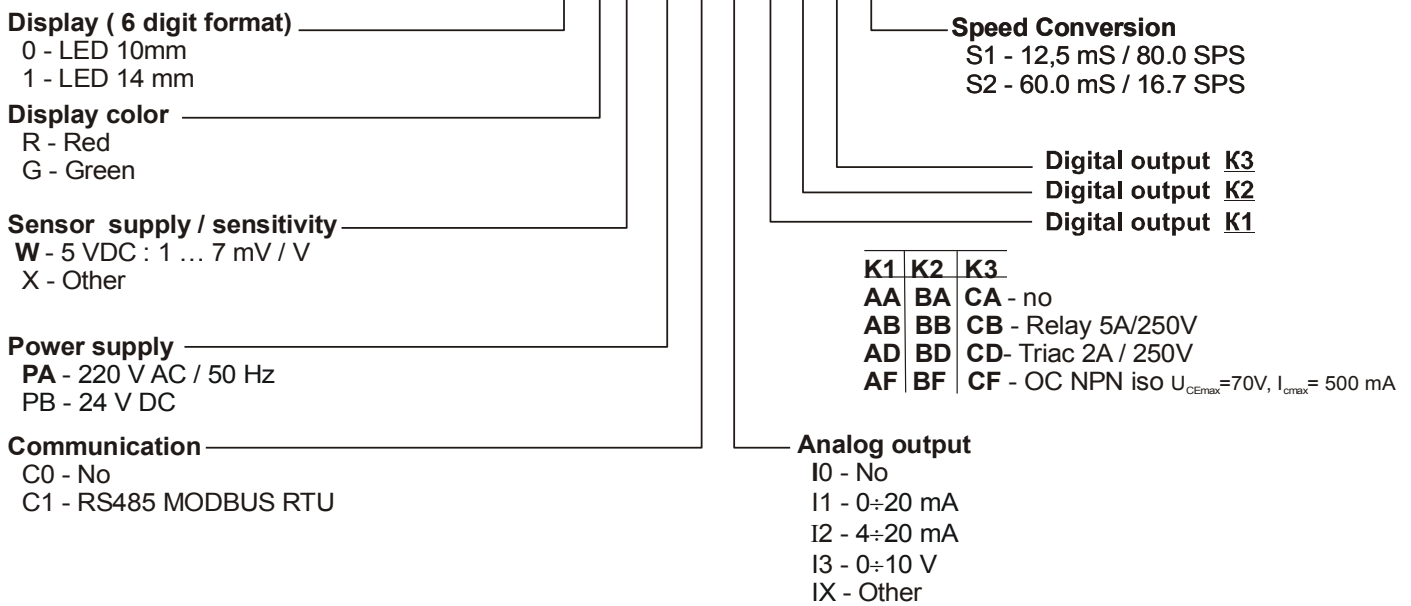 Display ( 6 digit format)
0 - LED 10mm
1 - LED 14 mm
Display color
R - Red
G - Green
Sensor supply / sensitivity
W - 5 VDC : 1 … 7 mV / V
X - Other
Power supply
PA - 220 V AC / 50 Hz
PB - 24 V DC
Communication
C0 - No
C1 - RS485 MODBUS RTU
Speed Conversion
S1 - 12,5 mS / 80.0 SPS
S2 - 60.0 mS / 16.7 SPS
Digital output K3
Digital output K2
Digital output K1
K1 K2 K3
AA BA CA - no
AB BB CB - Relay 5A/250V
AD BD CD- Triac 2A / 250V
AF BF CF - OC NPN iso UCEmax=70V, Icmax= 500 mA
Analog output
I0 - No
I1 - 0÷20 mA
I2 - 4÷20 mA
I3 - 0÷10 V
IX - Other